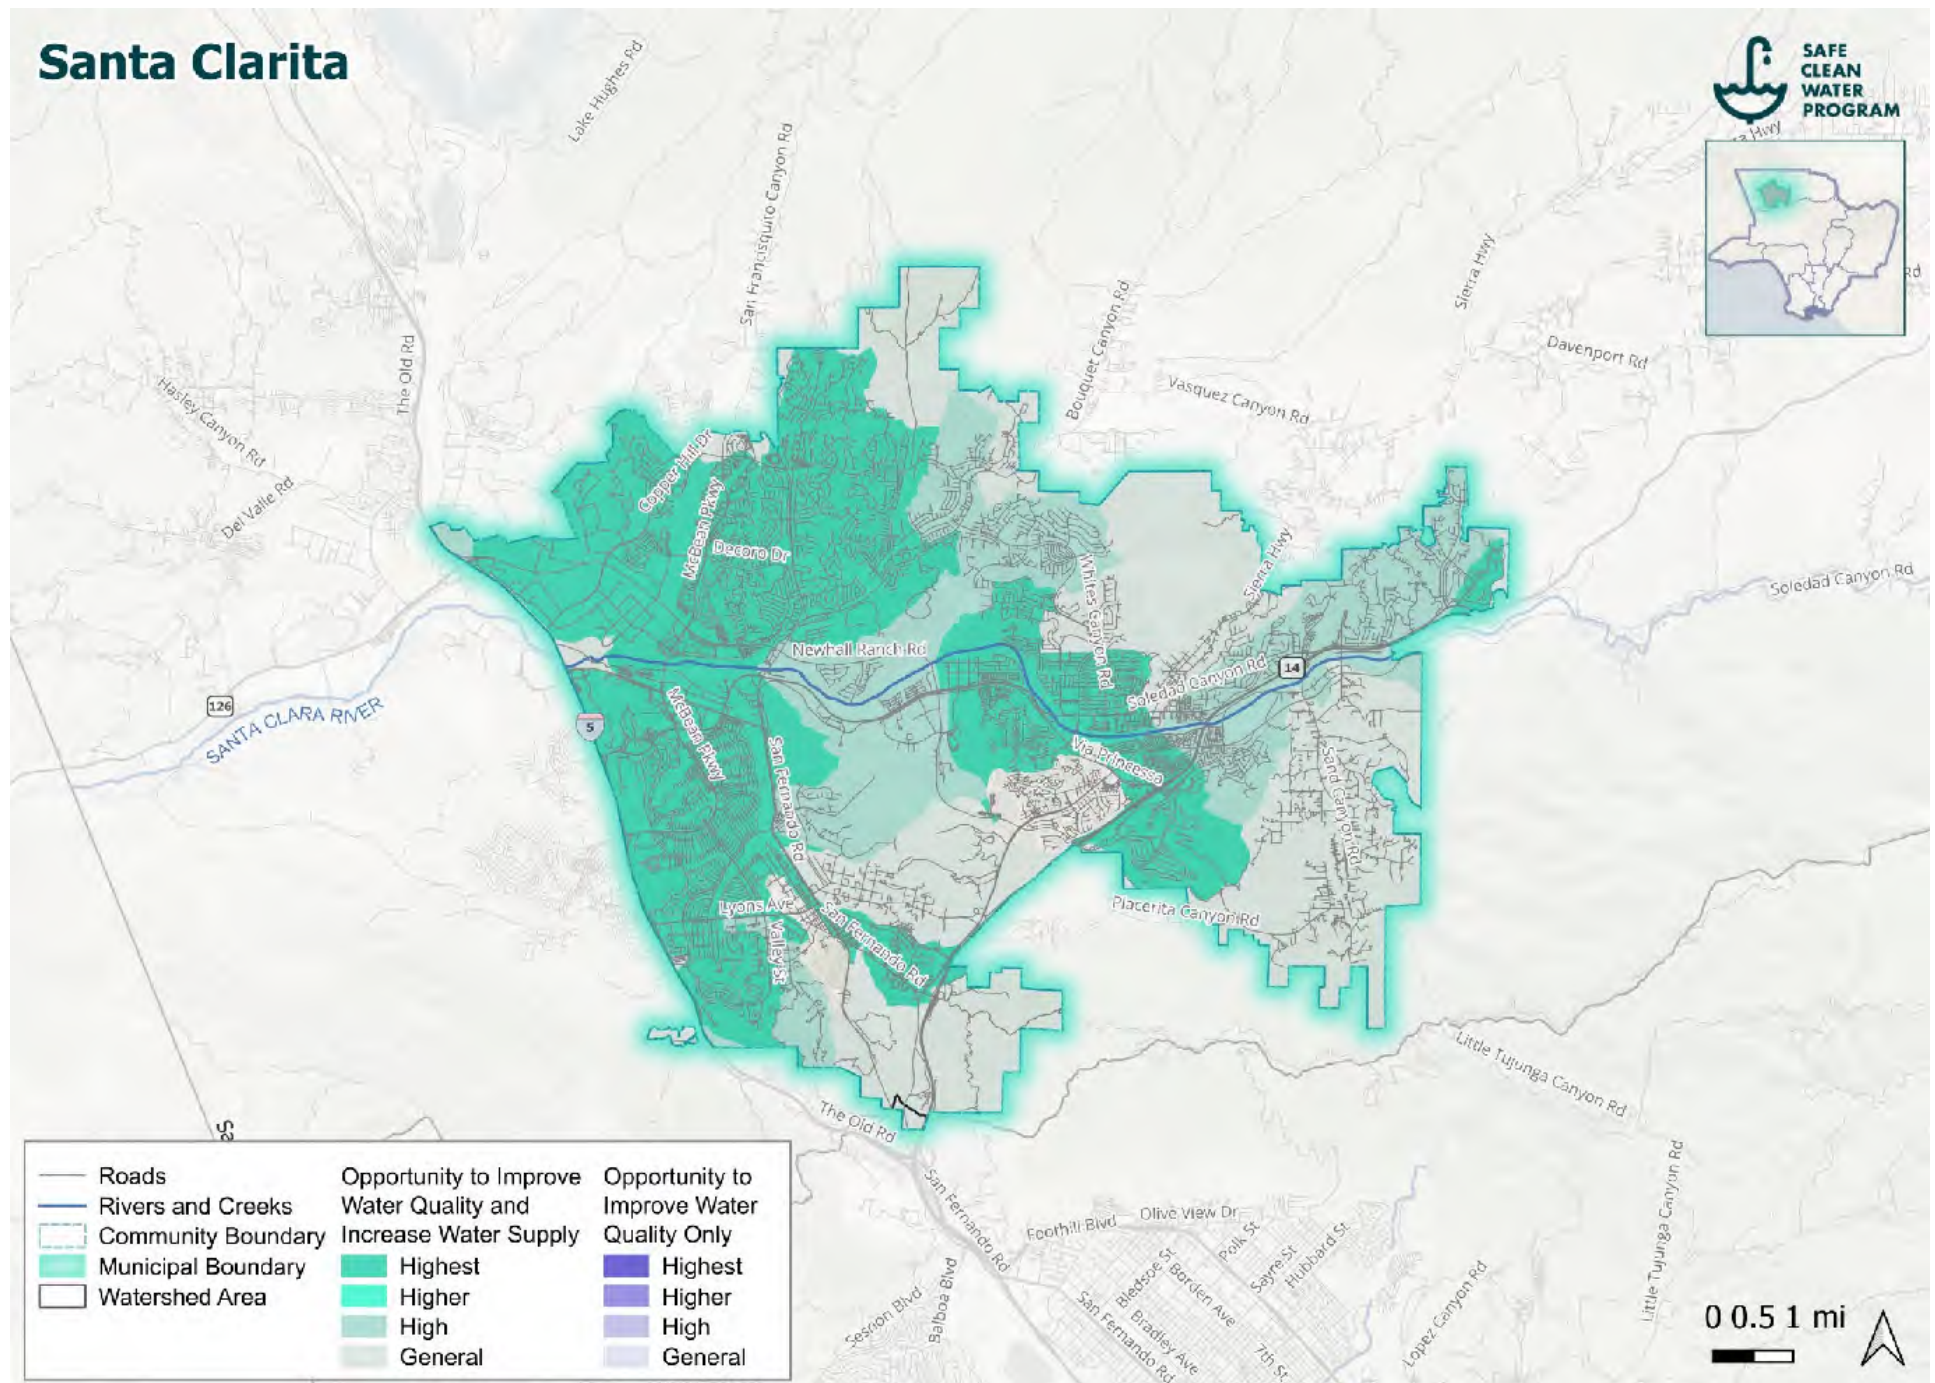 Santa Clarita
SAFE
CLEAN
WATER
PROGRAM
Lake Hughes Rd
San Francisquito Canyon Rd
Hwy
Rd
Sierra Hwy
Bouquet Canyon Rd
The Old Rd
Davenport Rd
Vasquez Canyon Rd
Hasley Canyon Rd
Copper Hill Dr
Del Valle Rd
McBean Pkwy
Decoro Dr
Whites Canyon Rd
Sierra Hwy
Soledad Canyon Rd
Newhall Ranch Rd
Soledad Canyon Rd
14
126
SANTA CLARA RIVER
5
McBean Pkwy
San Fernando Rd
Via Princessa
Sand Canyon Rd
Lyons Ave
Valley St
San Fernando Rd
Placerita Canyon Rd
Little Tujunga Canyon Rd
The Old Rd
Sa
San Fernando Rd
Foothill Blvd
Olive View Dr
Polk St
Sayre St
Hubbard St
Bledsoe St
Borden Ave
Bradley Ave
San Fernando Rd
7th St
Balboa Blvd
Lopez Canyon Rd
Little Tujunga Canyon Rd
Roads
Rivers and Creeks
Community Boundary
Municipal Boundary
Watershed Area
Opportunity to Improve
Water Quality and
Increase Water Supply
Highest
Higher
High
General
Opportunity to
Improve Water
Quality Only
Highest
Higher
High
General
0 0.5 1 mi